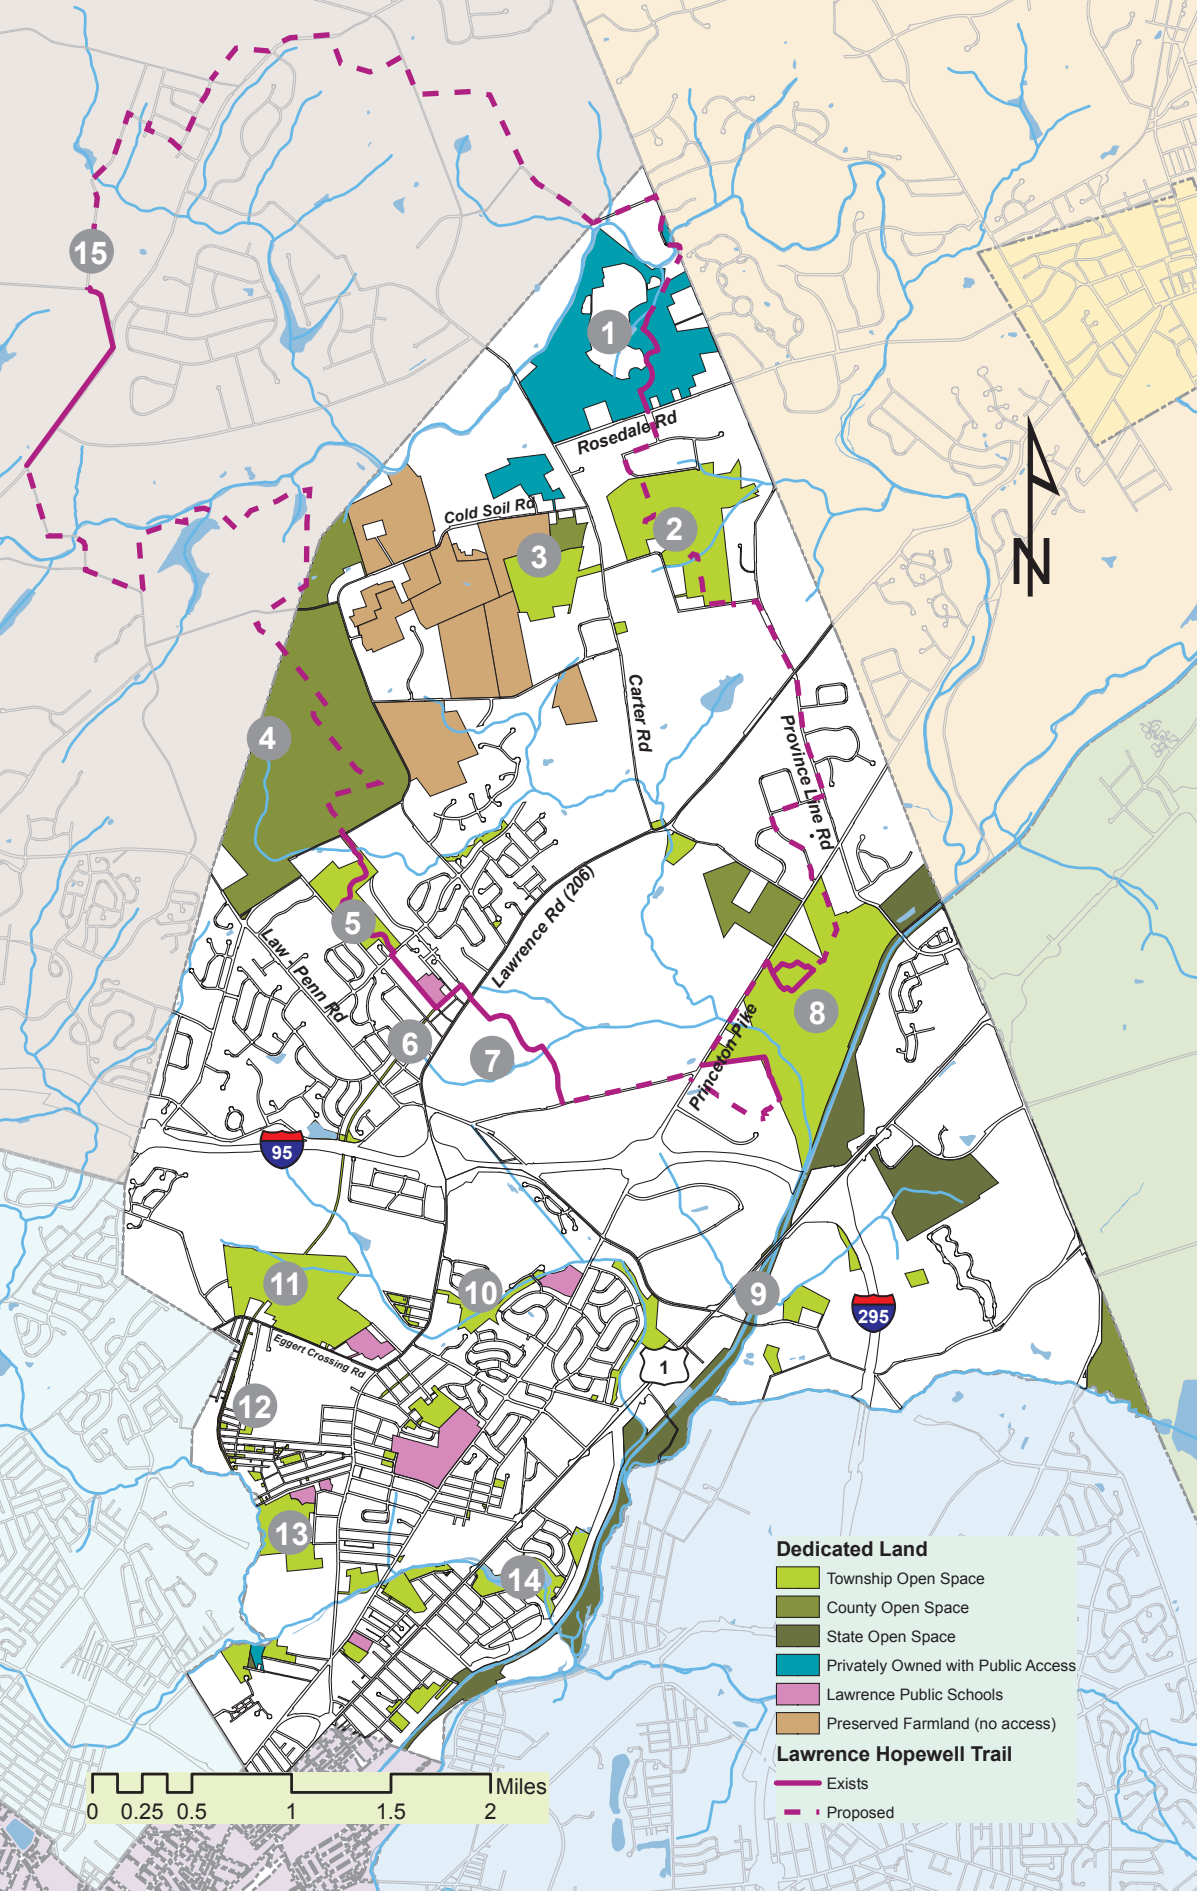 15
1
Rosedale Rd
Cold Soil Rd
2
3
N
Carter Rd
4
Province Line Rd
Lawrence Rd (206)
5
Law - Penn Rd
6
7
8
Princeton Pike
95
11
10
9
295
Eggert Crossing Rd
1
12
13
14
Dedicated Land
Township Open Space
County Open Space
State Open Space
Privately Owned with Public Access
Lawrence Public Schools
Preserved Farmland (no access)
Lawrence Hopewell Trail
Exists
Proposed
Miles
0 0.25 0.5 1 1.5 2